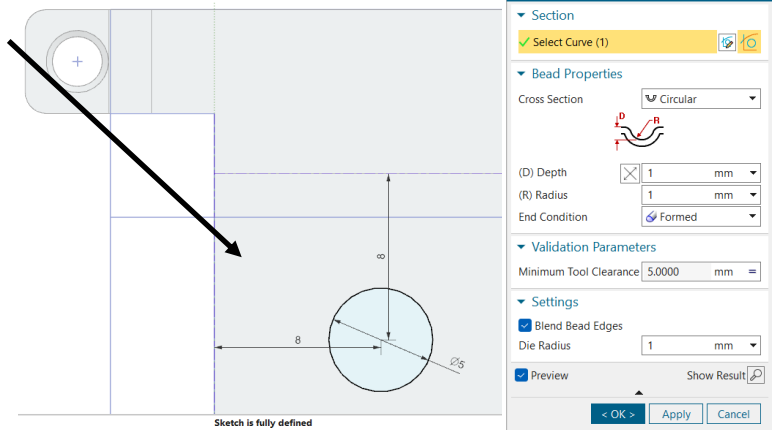 8
8
Ø5
Sketch is fully defined
Section
Select Curve (1)
Bead Properties
Cross Section Circular
D R
(D) Depth 1 mm
(R) Radius 1 mm
End Condition Formed
Validation Parameters
Minimum Tool Clearance 5.0000 mm =
Settings
Blend Bead Edges
Die Radius 1 mm
Preview Show Result
< OK > Apply Cancel